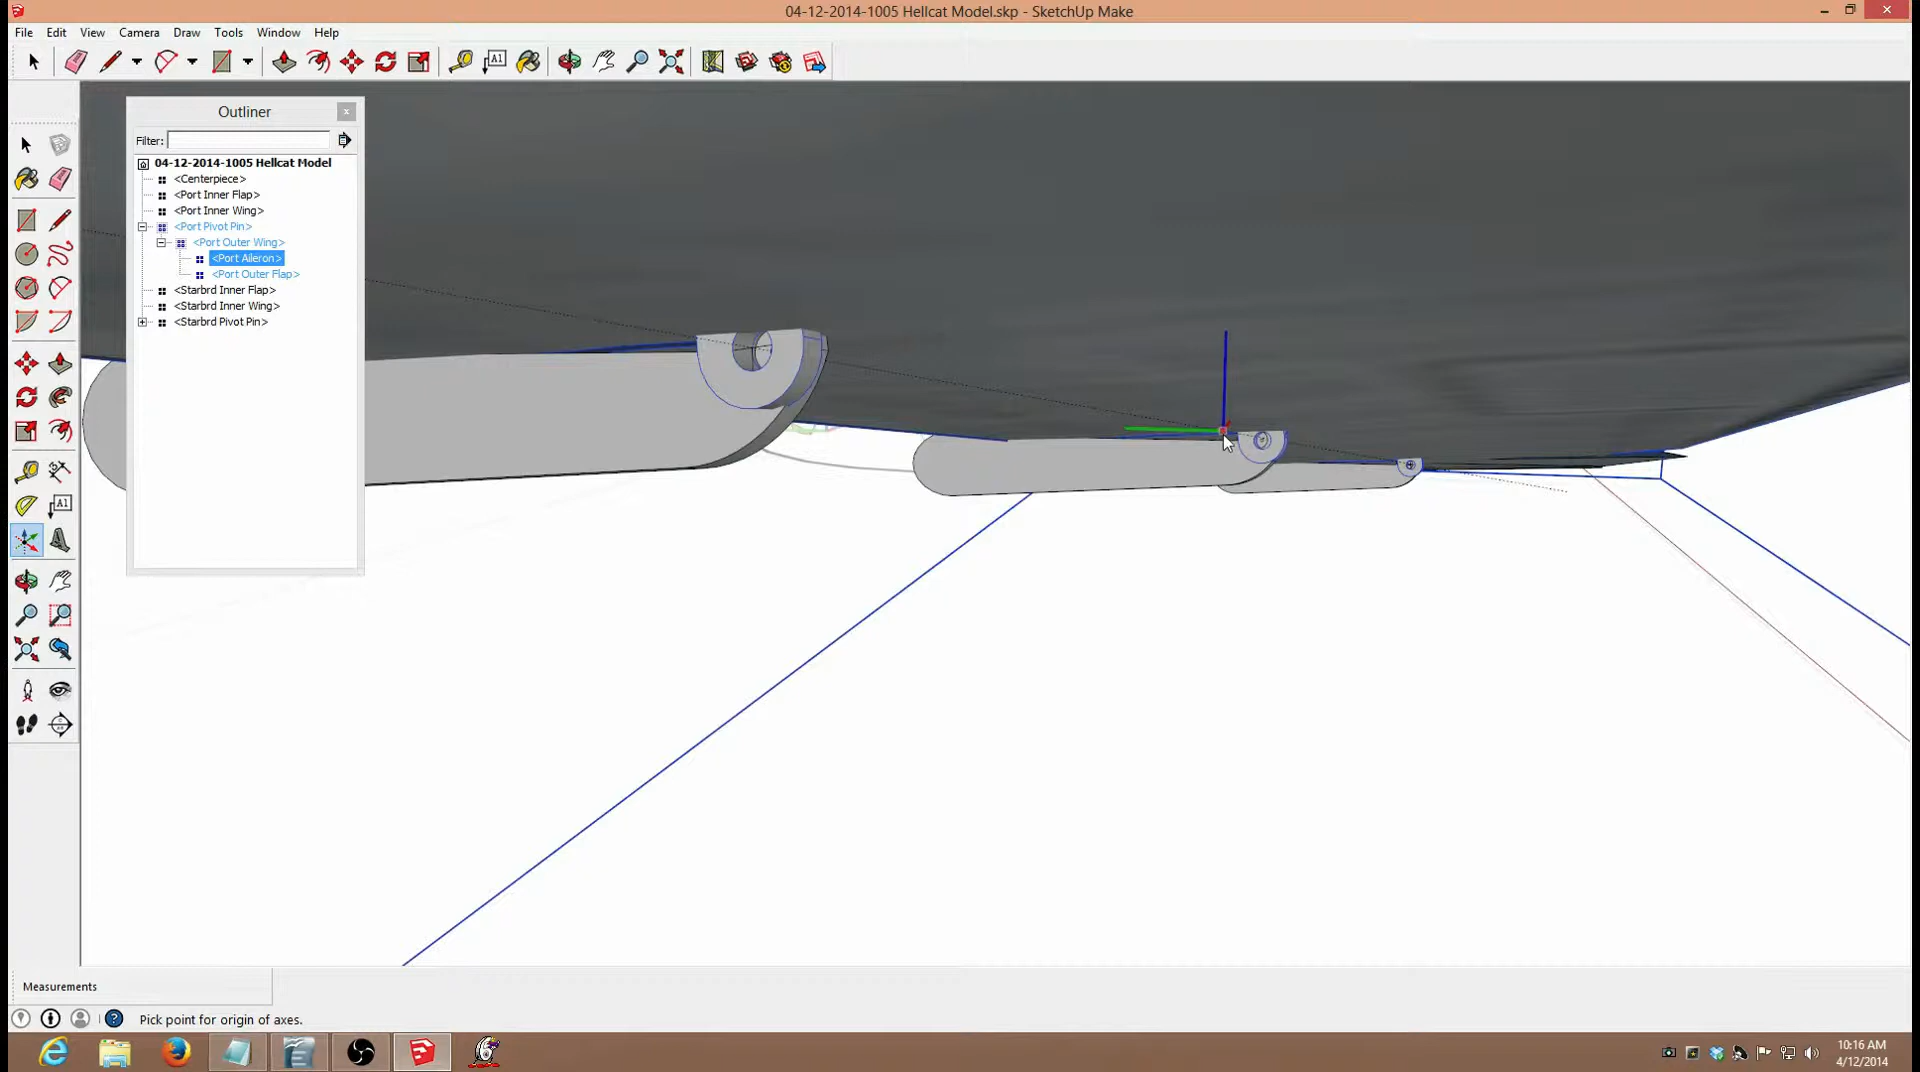 04-12-2014-1005 Hellcat Model.skp - SketchUp Make
File Edit View Camera Draw Tools Window Help
A1
Outliner
x
Filter:
04-12-2014-1005 Hellcat Model
<Centerpiece>
<Port Inner Flap>
<Port Inner Wing>
<Port Pivot Pin>
<Port Outer Wing>
<Port Aileron>
<Port Outer Flap>
<Starbrd Inner Flap>
<Starbrd Inner Wing>
<Starbrd Pivot Pin>
A1
Measurements
Pick point for origin of axes.
10:16 AM
4/12/2014